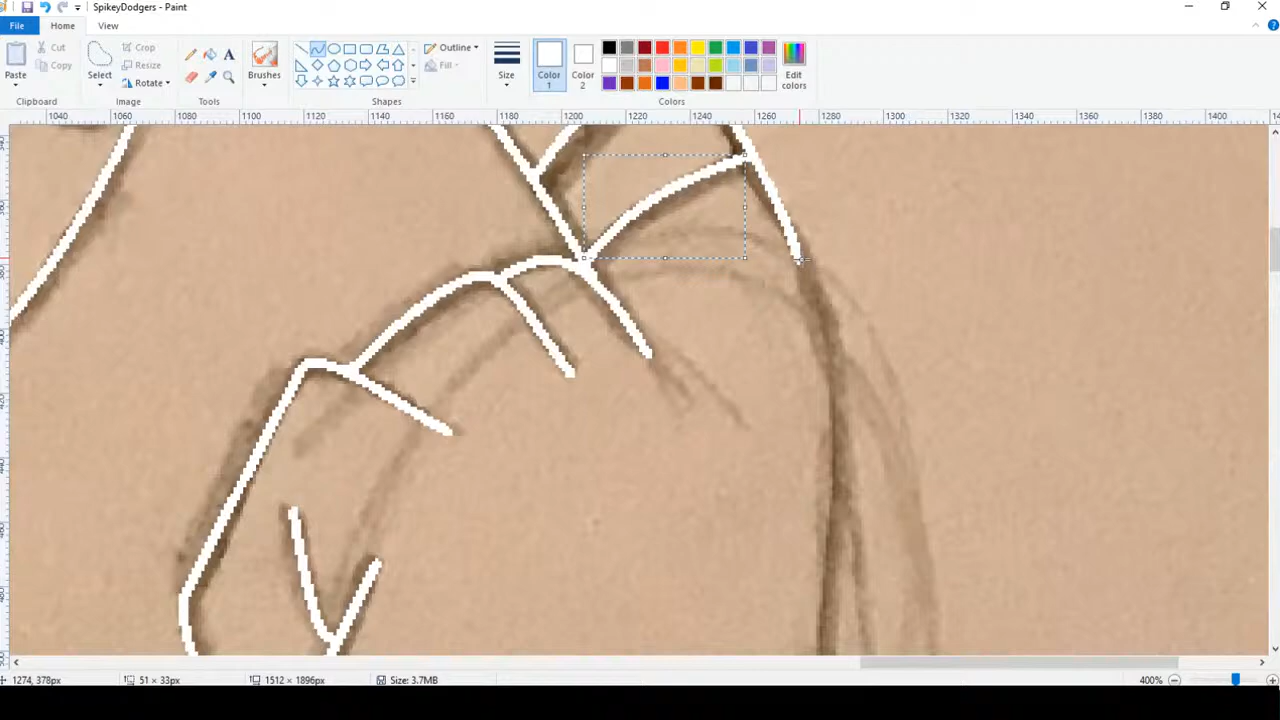 SpikeyDodgers - Paint
File Home View
Paste Cut Copy
Select Crop Resize Rotate
A
Brushes
Outline
Fill
Size
Color 1
Color 2
Edit colors
Clipboard Image Tools Shapes Colors
1040 1060 1080 1100 1120 1140 1160 1180 1200 1220 1240 1260 1280 1300 1320 1340 1360 1380 1400
1274, 378px 51 × 33px 1512 × 1896px Size: 3.7MB 400%